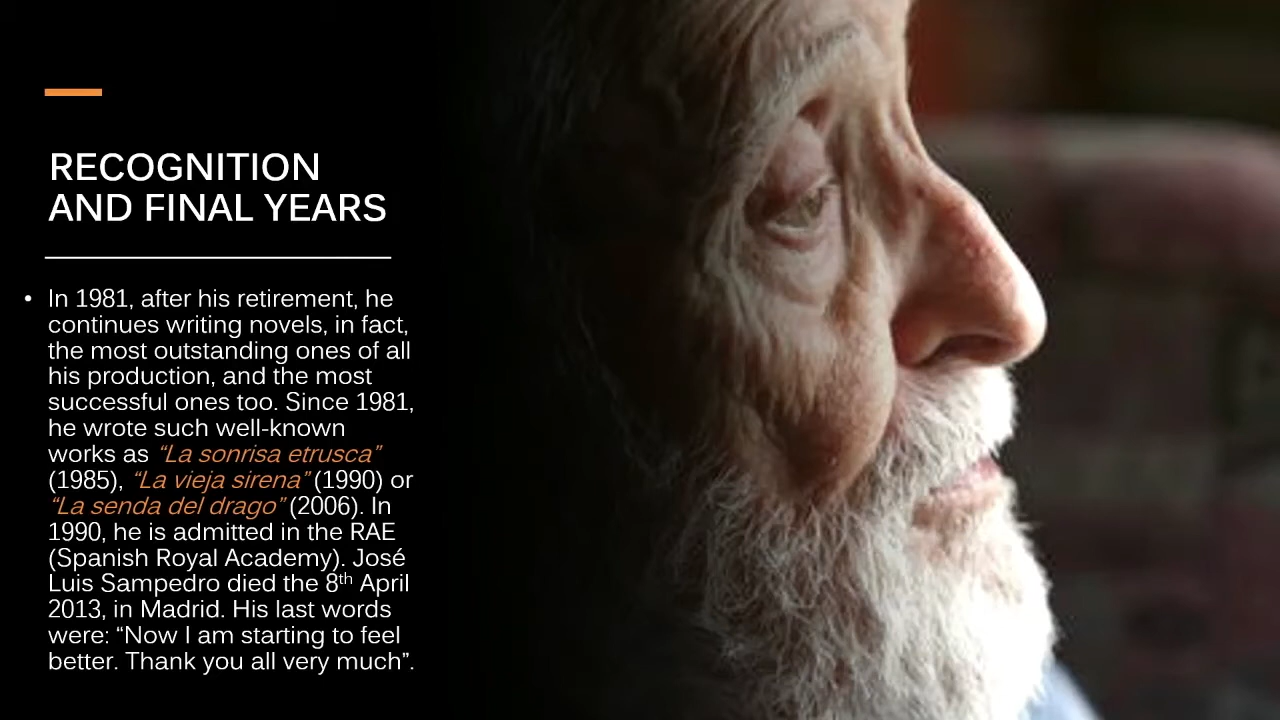 RECOGNITION
AND FINAL YEARS
• In 1981, after his retirement, he
continues writing novels, in fact,
the most outstanding ones of all
his production, and the most
successful ones too. Since 1981,
he wrote such well-known
works as “La sonrisa etrusca”
(1985), “La vieja sirena” (1990) or
“La senda del drago” (2006). In
1990, he is admitted in the RAE
(Spanish Royal Academy). José
Luis Sampedro died the 8th April
2013, in Madrid. His last words
were: “Now I am starting to feel
better. Thank you all very much”.